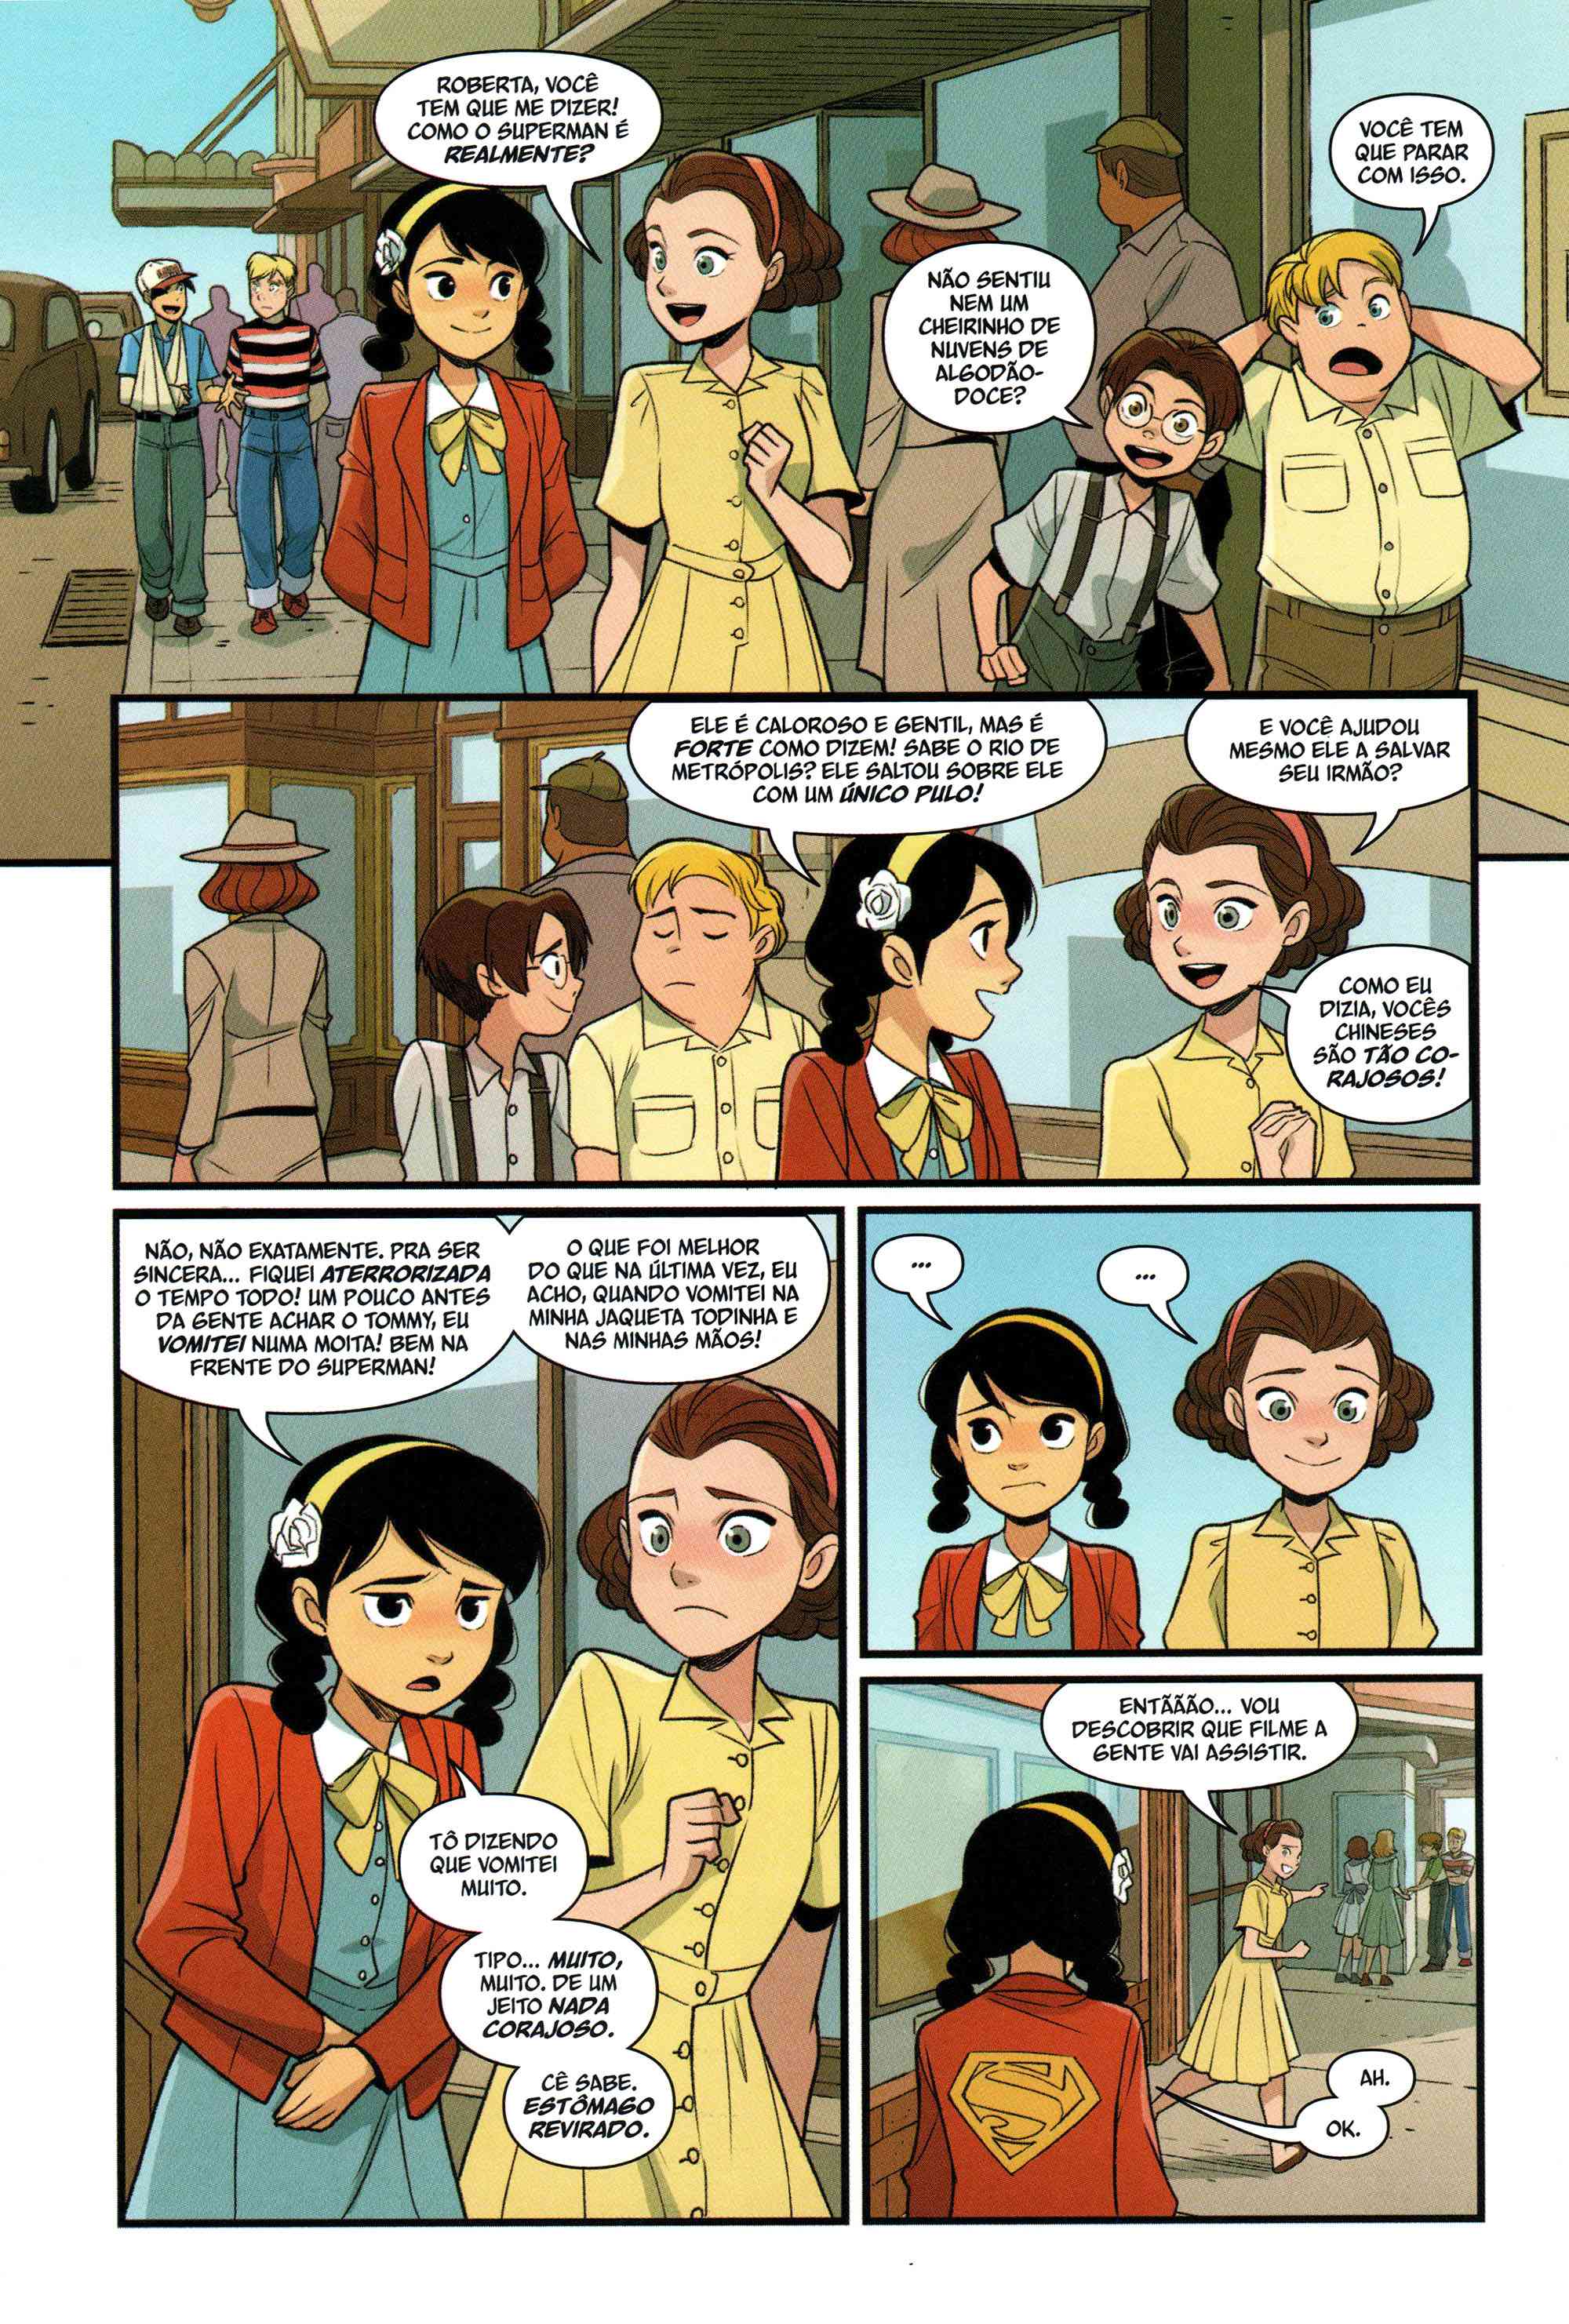 ROBERTA, VOCÊ
TEM QUE ME DIZER!
COMO O SUPERMAN É
REALMENTE?
NÃO SENTIU
NEM UM
CHEIRINHO DE
NUVENS DE
ALGODÃO-
DOCE?
VOCÊ TEM
QUE PARAR
COM ISSO.
ELE É CALOROSO E GENTIL, MAS É
FORTE COMO DIZEM! SABE O RIO DE
METRÓPOLIS? ELE SALTOU SOBRE ELE
COM UM ÚNICO PULO!
E VOCÊ AJUDOU
MESMO ELE A SALVAR
SEU IRMÃO?
COMO EU
DIZIA, VOCÊS
CHINESES
SÃO TÃO CO-
RAJOSOS!
NÃO, NÃO EXATAMENTE. PRA SER
SINCERA... FIQUEI ATERRORIZADA
O TEMPO TODO! UM POUCO ANTES
DA GENTE ACHAR O TOMMY, EU
VOMITEI NUMA MOITA! BEM NA
FRENTE DO SUPERMAN!
O QUE FOI MELHOR
DO QUE NA ÚLTIMA VEZ, EU
ACHO, QUANDO VOMITEI NA
MINHA JAQUETA TODINHA E
NAS MINHAS MÃOS!
TÔ DIZENDO
QUE VOMITEI
MUITO.
TIPO... MUITO,
MUITO. DE UM
JEITO NADA
CORAJOSO.
CÊ SABE.
ESTÔMAGO
REVIRADO.
...
...
ENTÃÃÃO... VOU
DESCOBRIR QUE FILME A
GENTE VAI ASSISTIR.
S
AH.
OK.